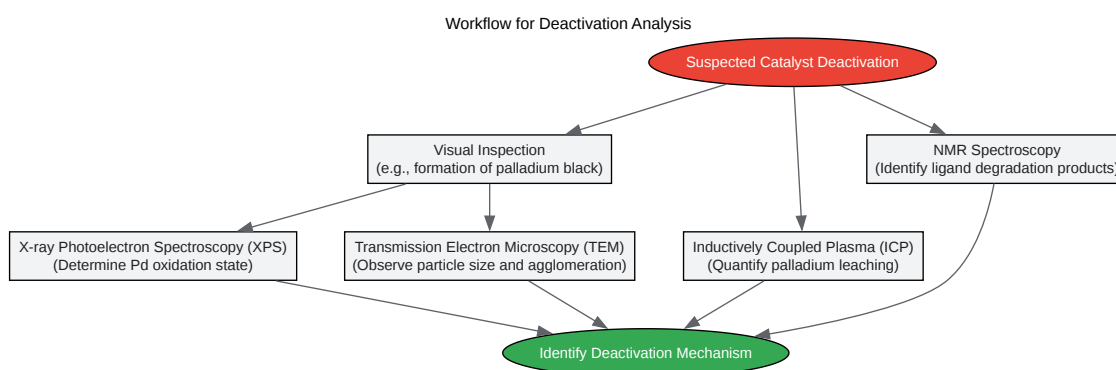 Workflow for Deactivation Analysis
Suspected Catalyst Deactivation
Visual Inspection
(e.g., formation of palladium black)
NMR Spectroscopy
(Identify ligand degradation products)
X-ray Photoelectron Spectroscopy (XPS)
(Determine Pd oxidation state)
Transmission Electron Microscopy (TEM)
(Observe particle size and agglomeration)
Inductively Coupled Plasma (ICP)
(Quantify palladium leaching)
Identify Deactivation Mechanism